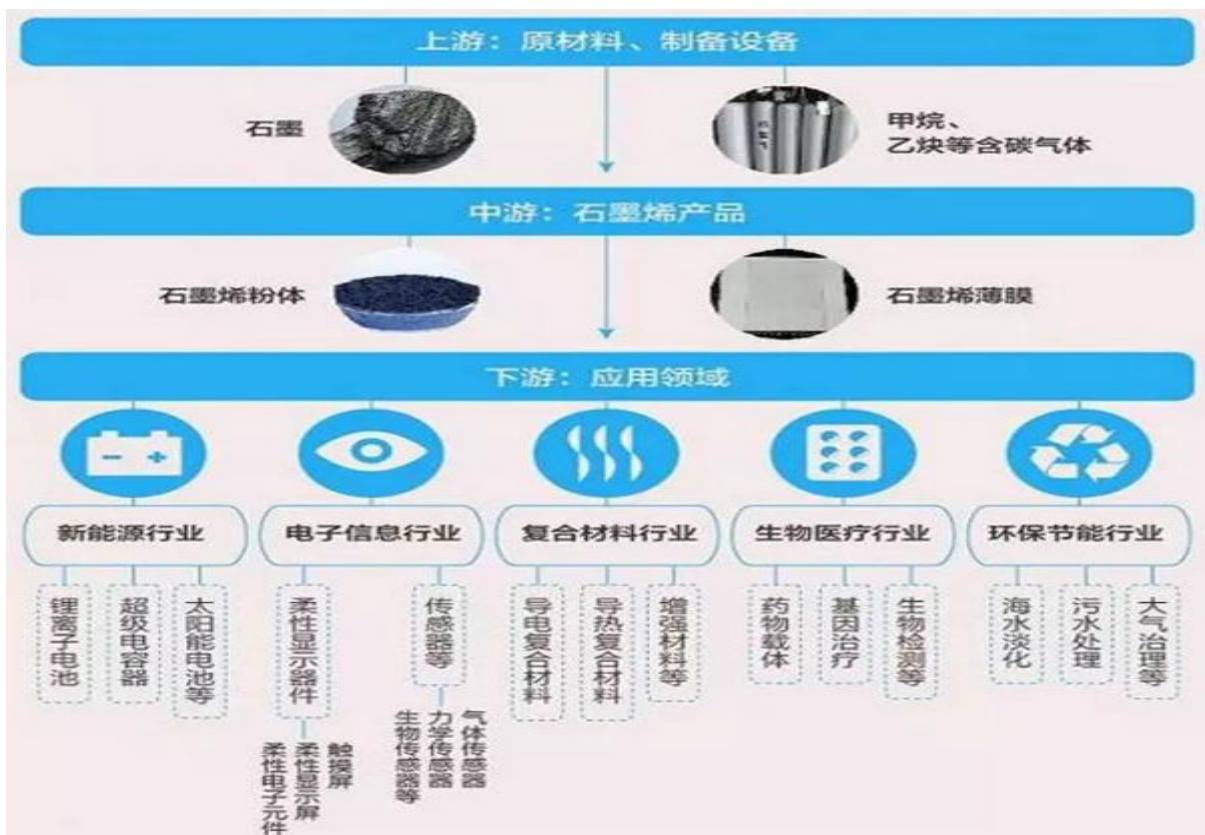 上游：原材料、制备设备
石墨
甲烷、
乙炔等含碳气体
中游：石墨烯产品
石墨烯粉体
石墨烯薄膜
下游：应用领域
新能源行业
电子信息行业
复合材料行业
生物医疗行业
环保节能行业
锂离子电池
超级电容器
太阳能电池等
柔性显示器件
传感器等
导电复合材料
导热复合材料
增强材料等
药物载体
基因治疗
生物检测等
海水淡化
污水处理
大气治理等
触摸屏
柔性显示屏
柔性电子元件
气体传感器
力学传感器
生物传感器等